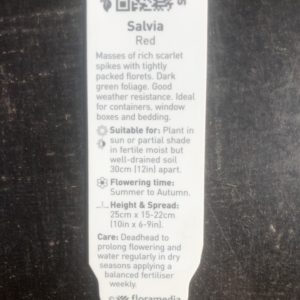 S
Salvia
Red
Masses of rich scarlet
spikes with tightly
packed florets. Dark
green foliage. Good
weather resistance. Ideal
for containers, window
boxes and bedding.
Suitable for: Plant in
sun or partial shade
in fertile moist but
well-drained soil
30cm (12in) apart.
Flowering time:
Summer to Autumn.
Height & Spread:
25cm x 15-22cm
(10in x 6-9in).
Care: Deadhead to
prolong flowering and
water regularly in dry
seasons applying a
balanced fertiliser
weekly.
floramedia